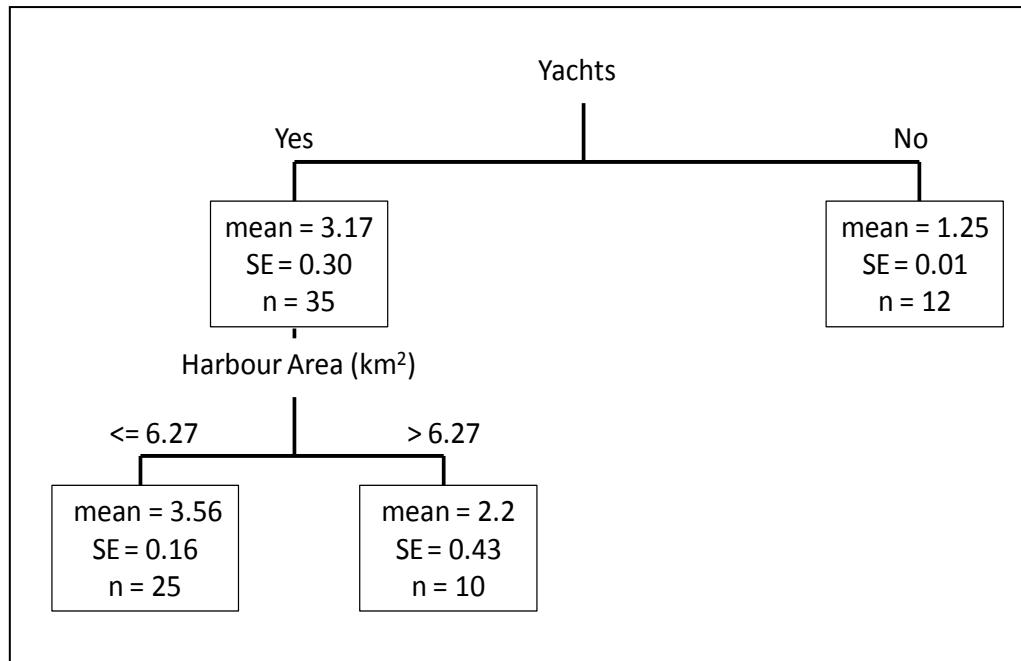 Yachts
Yes
No
mean = 3.17
SE = 0.30
n = 35
mean = 1.25
SE = 0.01
n = 12
Harbour Area (km²)
<= 6.27
> 6.27
mean = 3.56
SE = 0.16
n = 25
mean = 2.2
SE = 0.43
n = 10